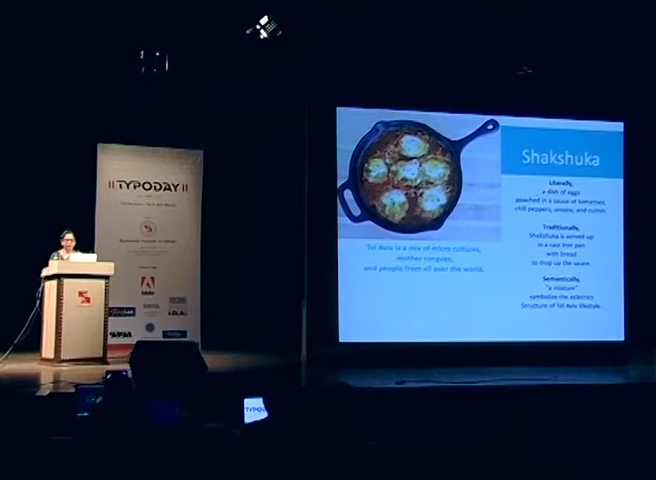 TYPODAY
Adobe
Shakshuka
Literally,
a dish of eggs
poached in a sauce of tomatoes,
chili peppers, onions, and cumin.
Traditionally,
Shakshuka is served up
in a cast iron pan
with bread
to mop up the sauce.
Semantically,
"a mixture"
symbolize the eclectics
Structure of Tel Aviv lifestyle.
Tel Aviv is a mix of micro cultures,
mother tongues,
and people from all over the world.
TYPODAY